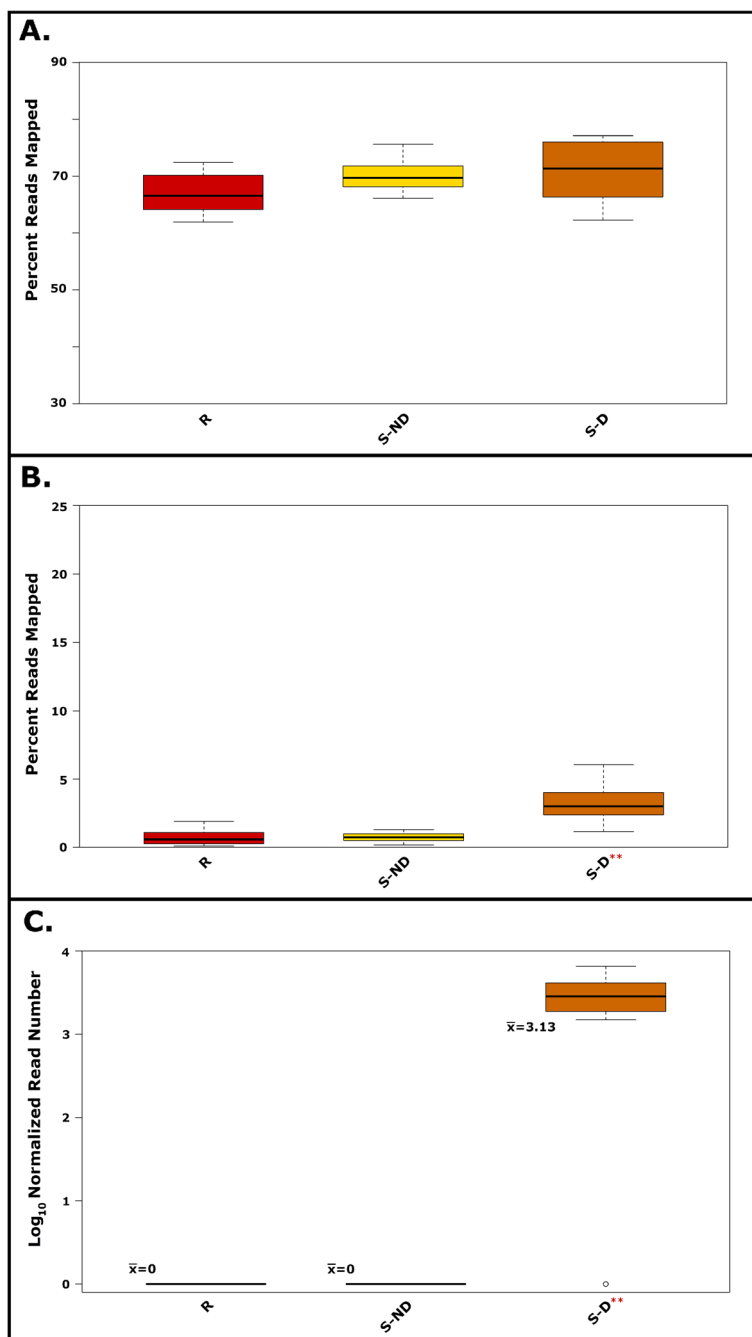 A.
Percent Reads Mapped
90
70
50
30
R
S-ND
S-D
B.
Percent Reads Mapped
25
20
15
10
5
0
R
S-ND
S-D**
C.
Log₁₀ Normalized Read Number
4
3
2
1
0
x̅=0
x̅=0
x̅=3.13
R
S-ND
S-D**